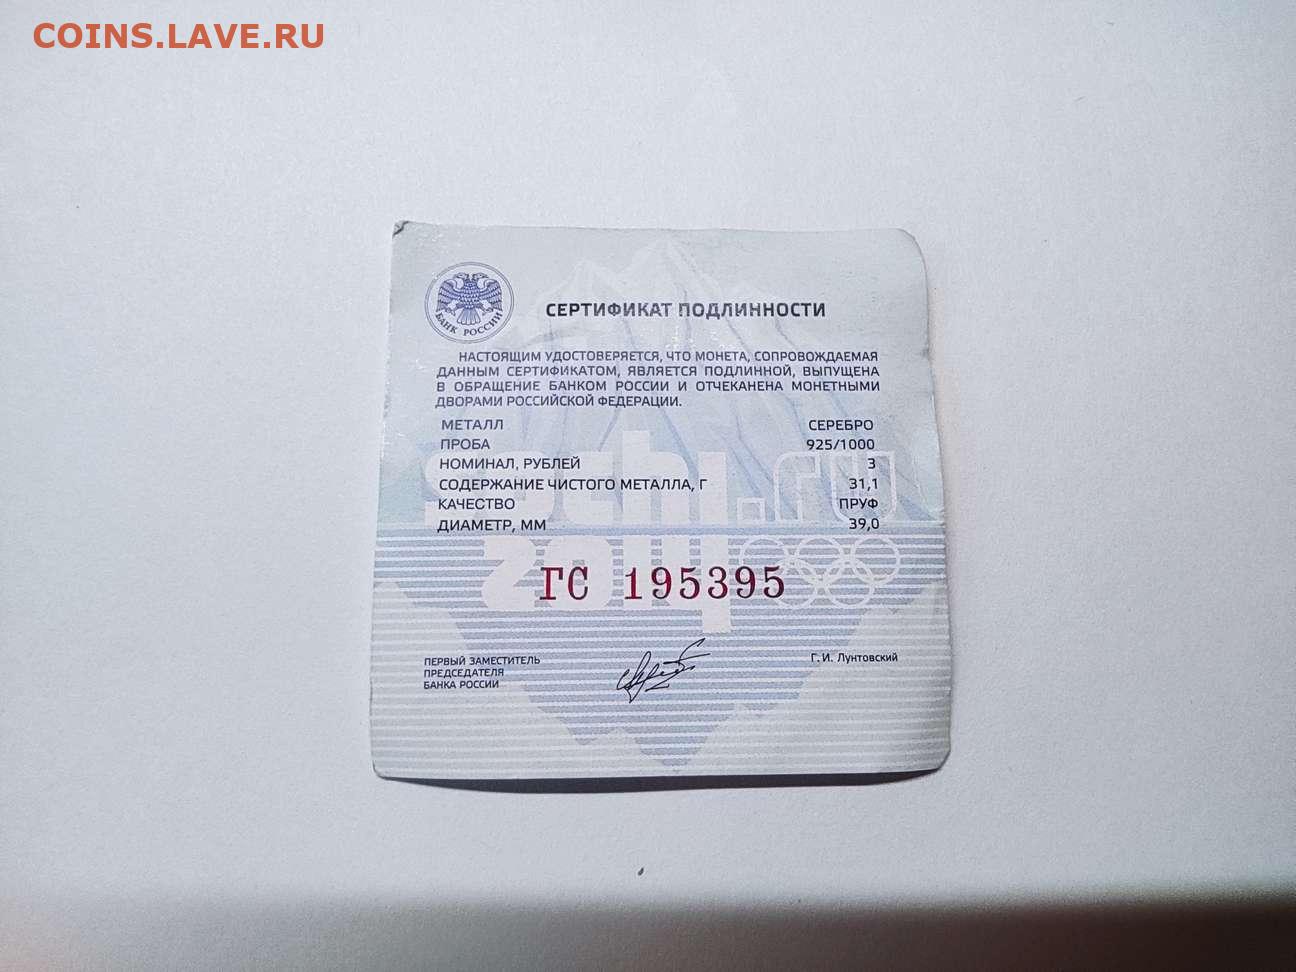 COINS.LAVE.RU
БАНК РОССИИ
СЕРТИФИКАТ ПОДЛИННОСТИ
НАСТОЯЩИМ УДОСТОВЕРЯЕТСЯ, ЧТО МОНЕТА, СОПРОВОЖДАЕМАЯ
ДАННЫМ СЕРТИФИКАТОМ, ЯВЛЯЕТСЯ ПОДЛИННОЙ, ВЫПУЩЕНА
В ОБРАЩЕНИЕ БАНКОМ РОССИИ И ОТЧЕКАНЕНА МОНЕТНЫМИ
ДВОРАМИ РОССИЙСКОЙ ФЕДЕРАЦИИ.
МЕТАЛЛ СЕРЕБРО
ПРОБА 925/1000
НОМИНАЛ, РУБЛЕЙ 3
СОДЕРЖАНИЕ ЧИСТОГО МЕТАЛЛА, Г 31,1
КАЧЕСТВО ПРУФ
ДИАМЕТР, ММ 39,0
sochi.ru
2014
ГС 195395
ПЕРВЫЙ ЗАМЕСТИТЕЛЬ
ПРЕДСЕДАТЕЛЯ
БАНКА РОССИИ
Г. И. Лунтовский